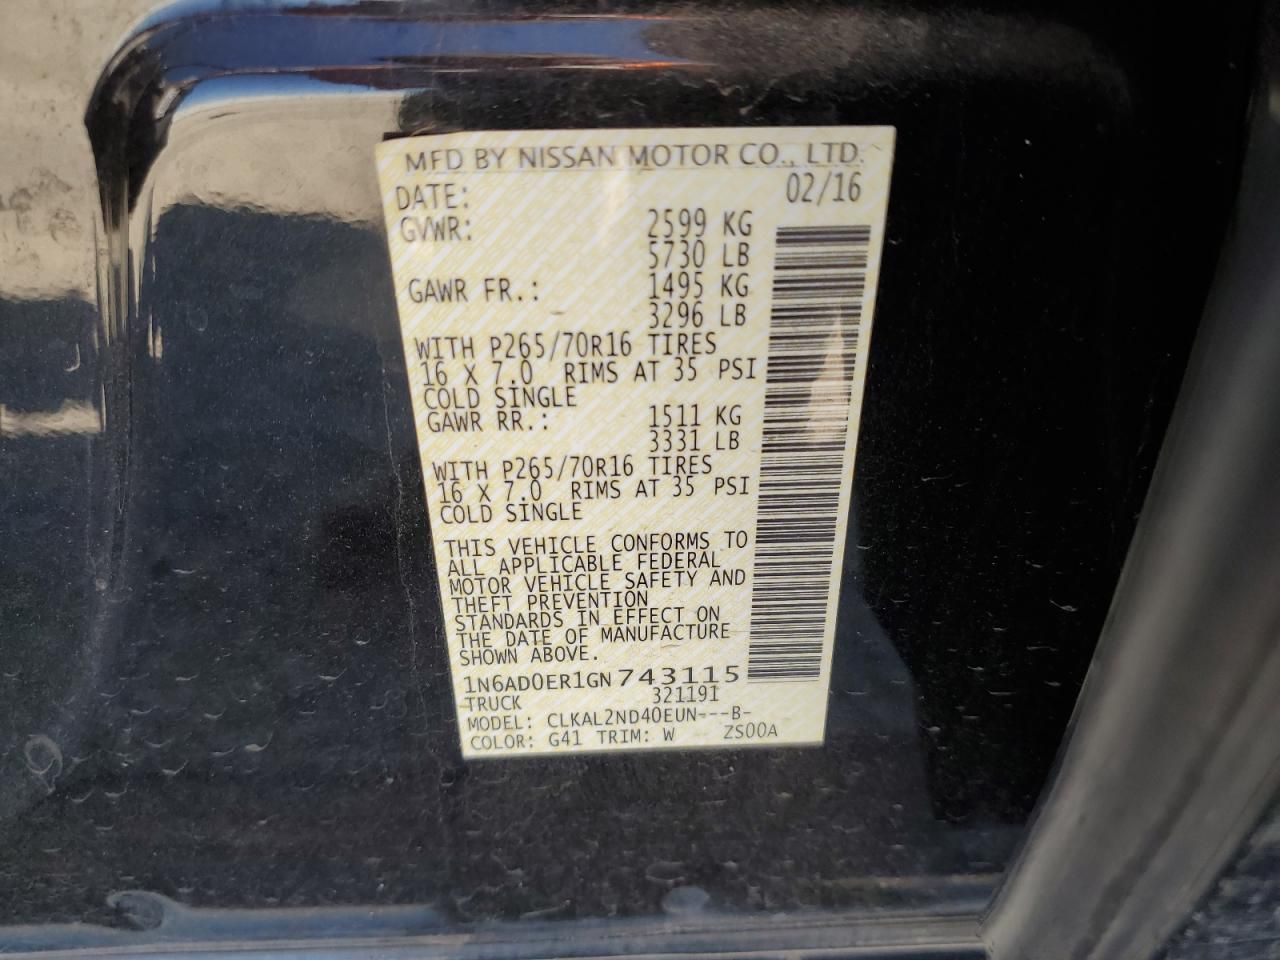 MFD BY NISSAN MOTOR CO., LTD.
DATE: 02/16
GVWR: 2599 KG
5730 LB
GAWR FR.: 1495 KG
3296 LB
WITH P265/70R16 TIRES
16 X 7.0 RIMS AT 35 PSI
COLD SINGLE
GAWR RR.: 1511 KG
3331 LB
WITH P265/70R16 TIRES
16 X 7.0 RIMS AT 35 PSI
COLD SINGLE
THIS VEHICLE CONFORMS TO
ALL APPLICABLE FEDERAL
MOTOR VEHICLE SAFETY AND
THEFT PREVENTION
STANDARDS IN EFFECT ON
THE DATE OF MANUFACTURE
SHOWN ABOVE.
1N6AD0ER1GN743115
TRUCK 321191
MODEL: CLKAL2ND40EUN---B-
COLOR: G41 TRIM: W ZS00A